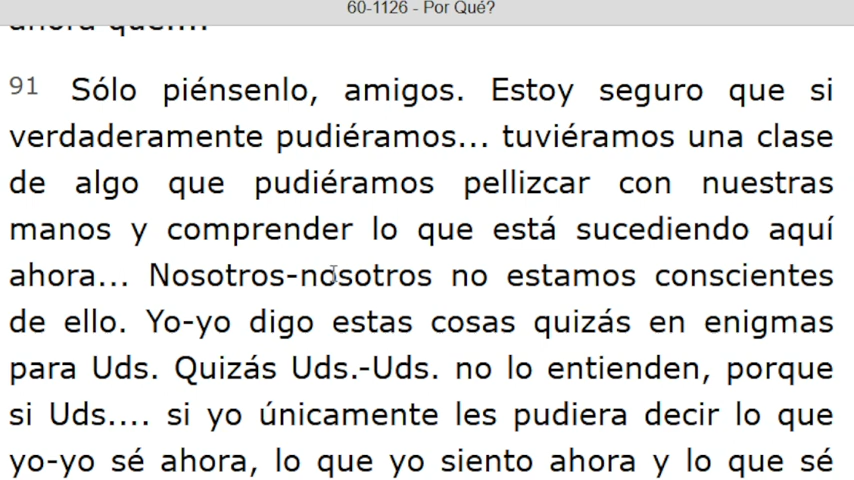 60-1126 - Por Qué?
ahora que....
91 Sólo piénsenlo, amigos. Estoy seguro que si
verdaderamente pudiéramos... tuviéramos una clase
de algo que pudiéramos pellizcar con nuestras
manos y comprender lo que está sucediendo aquí
ahora... Nosotros-nosotros no estamos conscientes
de ello. Yo-yo digo estas cosas quizás en enigmas
para Uds. Quizás Uds.-Uds. no lo entienden, porque
si Uds.... si yo únicamente les pudiera decir lo que
yo-yo sé ahora, lo que yo siento ahora y lo que sé